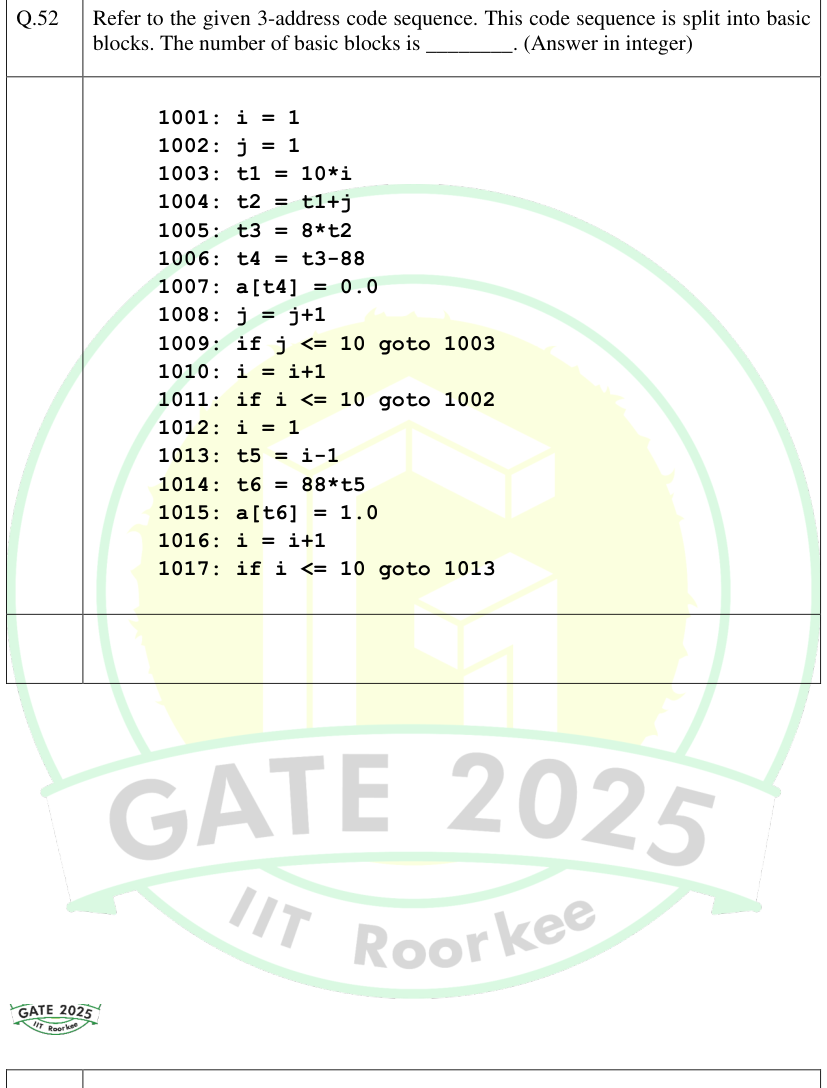 Q.52
Refer to the given 3-address code sequence. This code sequence is split into basic
blocks. The number of basic blocks is ________. (Answer in integer)
1001: i = 1
1002: j = 1
1003: t1 = 10*i
1004: t2 = t1+j
1005: t3 = 8*t2
1006: t4 = t3-88
1007: a[t4] = 0.0
1008: j = j+1
1009: if j <= 10 goto 1003
1010: i = i+1
1011: if i <= 10 goto 1002
1012: i = 1
1013: t5 = i-1
1014: t6 = 88*t5
1015: a[t6] = 1.0
1016: i = i+1
1017: if i <= 10 goto 1013
GATE 2025
IIT Roorkee
GATE 2025
IIT Roorkee